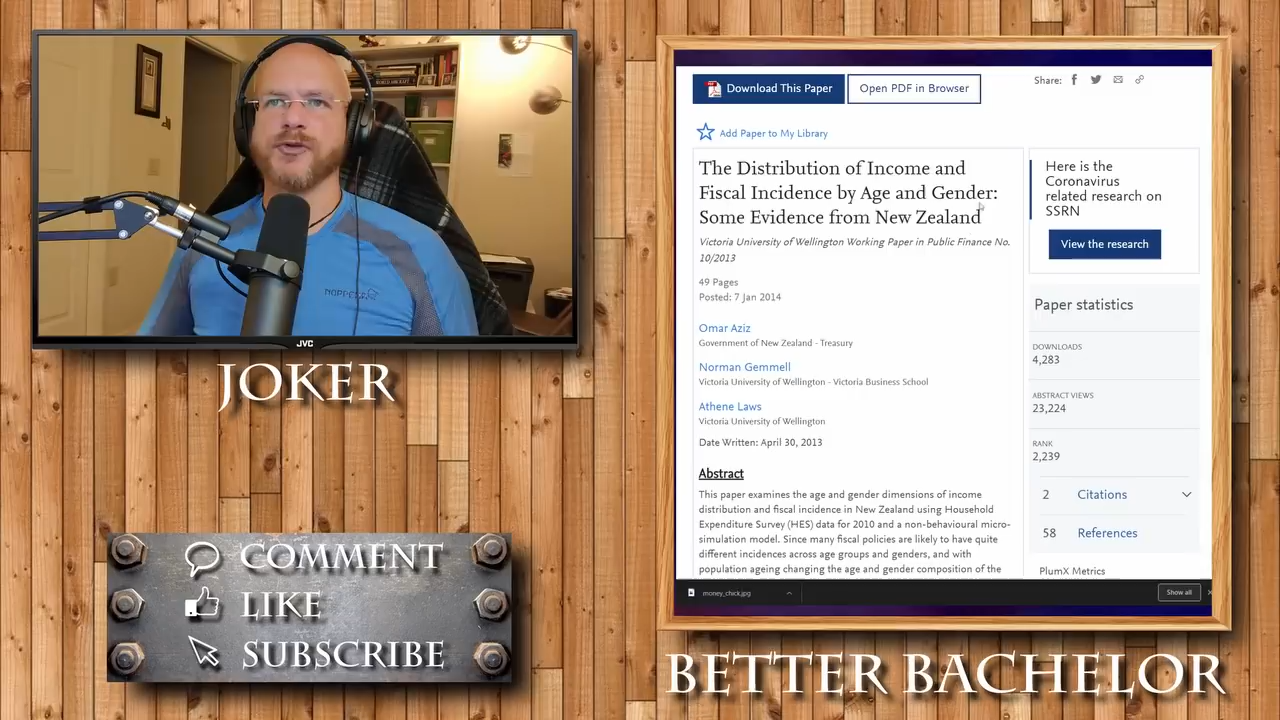 NOPPER
JVC
JOKER
COMMENT
LIKE
SUBSCRIBE
Download This Paper
Open PDF in Browser
Share:
Add Paper to My Library
The Distribution of Income and
Fiscal Incidence by Age and Gender:
Some Evidence from New Zealand
Victoria University of Wellington Working Paper in Public Finance No.
10/2013
49 Pages
Posted: 7 Jan 2014
Omar Aziz
Government of New Zealand - Treasury
Norman Gemmell
Victoria University of Wellington - Victoria Business School
Athene Laws
Victoria University of Wellington
Date Written: April 30, 2013
Abstract
This paper examines the age and gender dimensions of income
distribution and fiscal incidence in New Zealand using Household
Expenditure Survey (HES) data for 2010 and a non-behavioural micro-
simulation model. Since many fiscal policies are likely to have quite
different incidences across age groups and genders, and with
population ageing changing the age and gender composition of the
Here is the
Coronavirus
related research on
SSRN
View the research
Paper statistics
DOWNLOADS
4,283
ABSTRACT VIEWS
23,224
RANK
2,239
2 Citations
58 References
PlumX Metrics
money_chick.jpg
Show all
BETTER BACHELOR